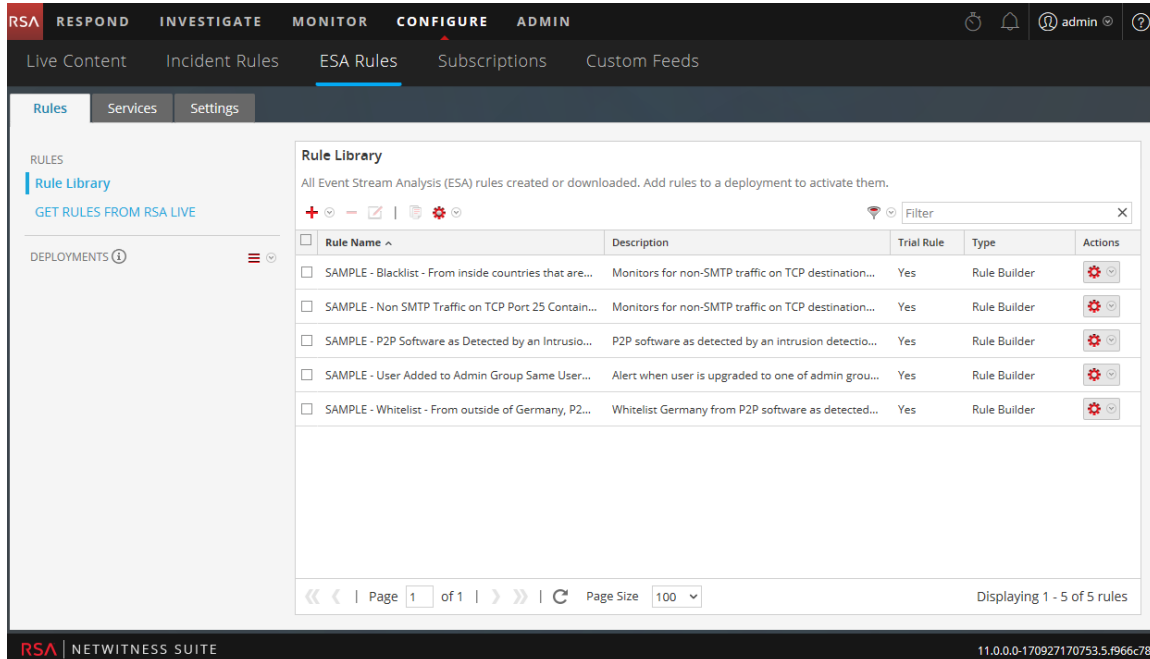 RSA RESPOND INVESTIGATE MONITOR CONFIGURE ADMIN admin ?
Live Content Incident Rules ESA Rules Subscriptions Custom Feeds
Rules Services Settings
RULES
Rule Library
GET RULES FROM RSA LIVE
DEPLOYMENTS i
Rule Library
All Event Stream Analysis (ESA) rules created or downloaded. Add rules to a deployment to activate them.
Filter
Rule Name Description Trial Rule Type Actions
SAMPLE - Blacklist - From inside countries that are... Monitors for non-SMTP traffic on TCP destination... Yes Rule Builder
SAMPLE - Non SMTP Traffic on TCP Port 25 Contain... Monitors for non-SMTP traffic on TCP destination... Yes Rule Builder
SAMPLE - P2P Software as Detected by an Intrusio... P2P software as detected by an intrusion detectio... Yes Rule Builder
SAMPLE - User Added to Admin Group Same User... Alert when user is upgraded to one of admin grou... Yes Rule Builder
SAMPLE - Whitelist - From outside of Germany, P2... Whitelist Germany from P2P software as detected... Yes Rule Builder
Page 1 of 1 Page Size 100 Displaying 1 - 5 of 5 rules
RSA NETWITNESS SUITE 11.0.0.0-170927170753.5.f966c78